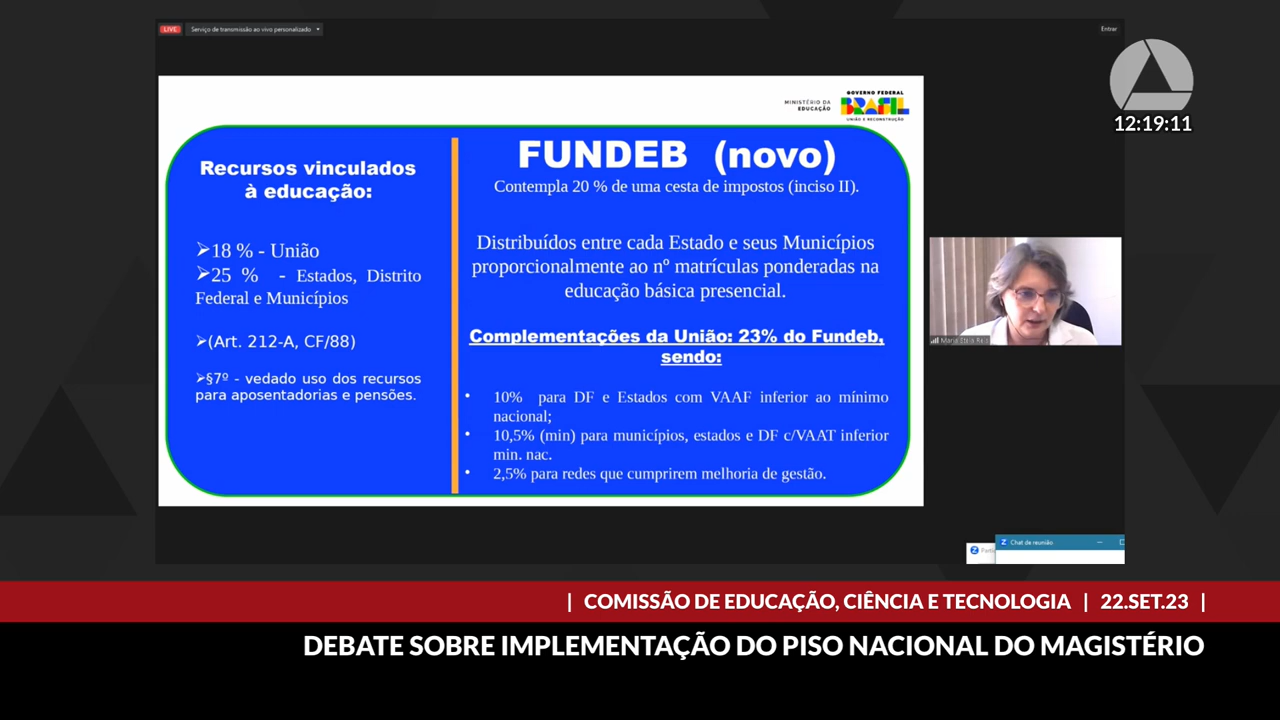 LIVE
Serviço de transmissão ao vivo personalizado
Entrar
12:19:11
MINISTÉRIO DA
EDUCAÇÃO
GOVERNO FEDERAL
BRASIL
UNIÃO E RECONSTRUÇÃO
Recursos vinculados
à educação:
➢18 % - União
➢25 % - Estados, Distrito
Federal e Municípios
➢(Art. 212-A, CF/88)
➢§7º - vedado uso dos recursos
para aposentadorias e pensões.
FUNDEB (novo)
Contempla 20 % de uma cesta de impostos (inciso II).
Distribuídos entre cada Estado e seus Municípios
proporcionalmente ao nº matrículas ponderadas na
educação básica presencial.
Complementações da União: 23% do Fundeb,
sendo:
• 10% para DF e Estados com VAAF inferior ao mínimo
nacional;
• 10,5% (min) para municípios, estados e DF c/VAAT inferior
min. nac.
• 2,5% para redes que cumprirem melhoria de gestão.
Chat de reunião
| COMISSÃO DE EDUCAÇÃO, CIÊNCIA E TECNOLOGIA | 22.SET.23 |
DEBATE SOBRE IMPLEMENTAÇÃO DO PISO NACIONAL DO MAGISTÉRIO